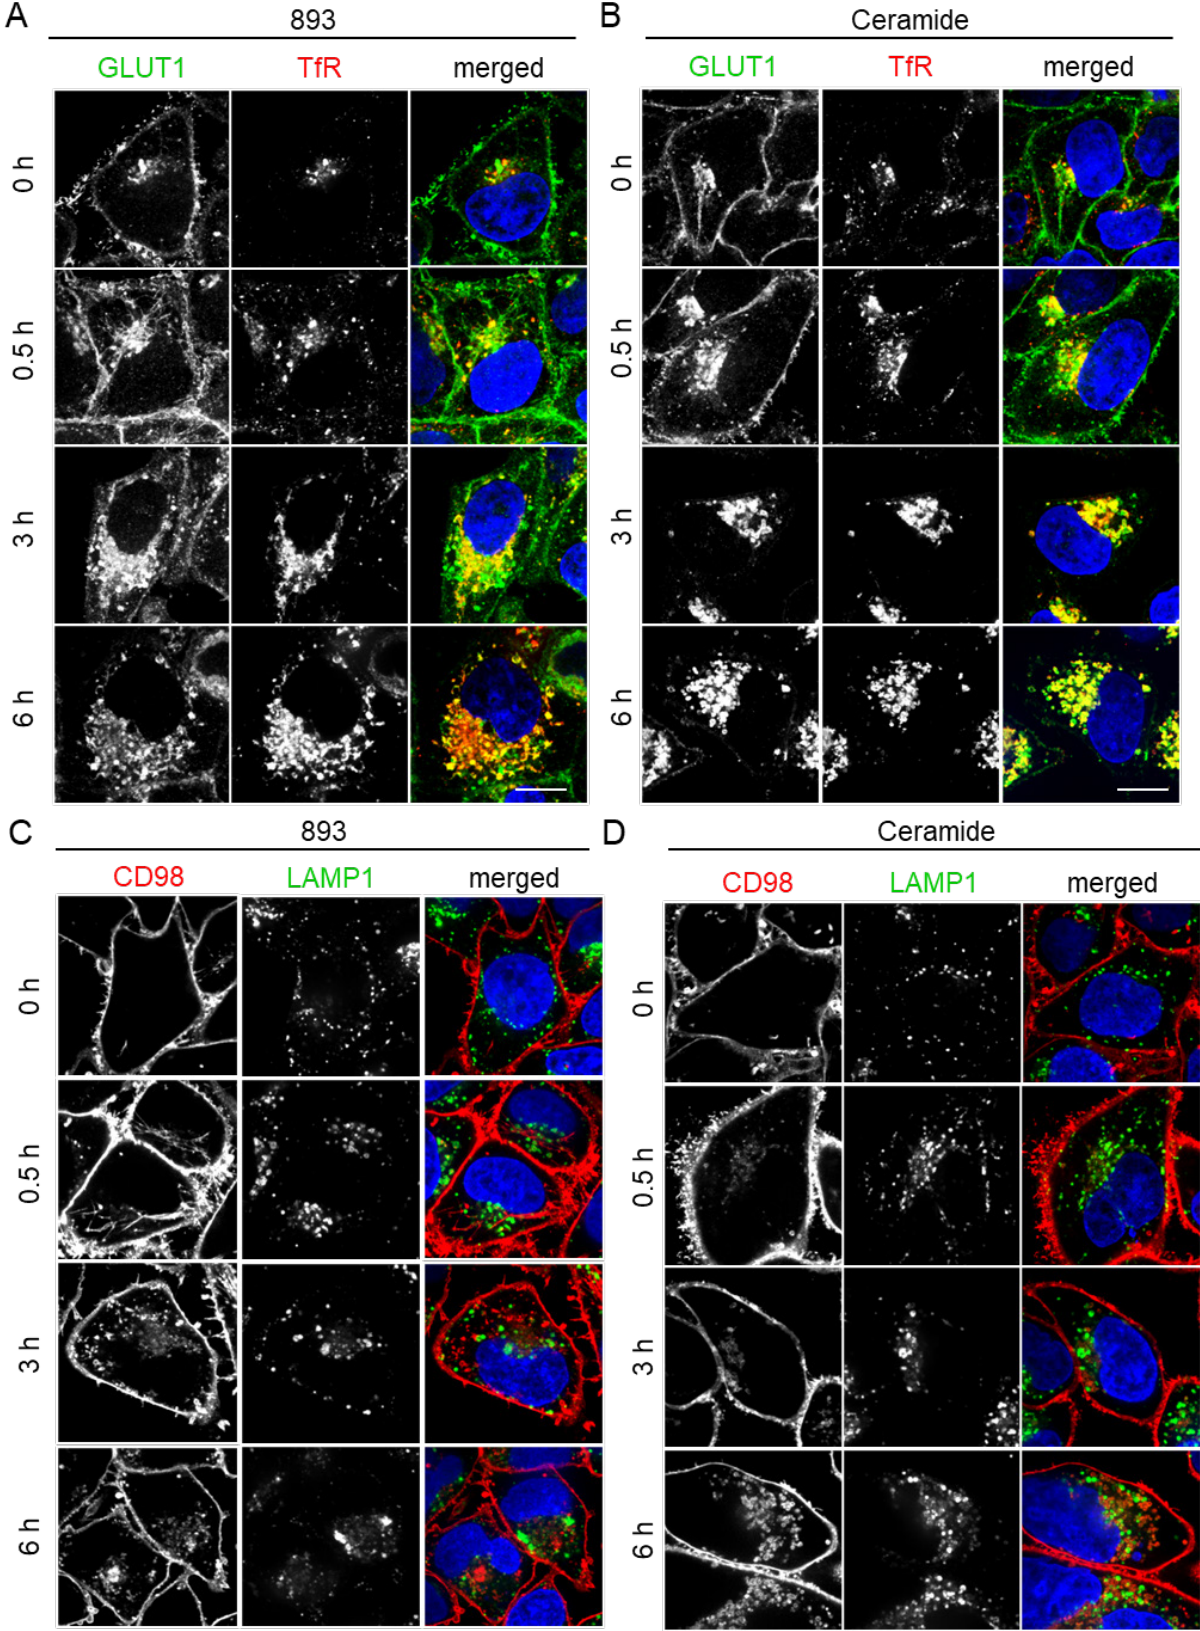 A
893
GLUT1 TfR merged
0 h
0.5 h
3 h
6 h
B
Ceramide
GLUT1 TfR merged
0 h
0.5 h
3 h
6 h
C
893
CD98 LAMP1 merged
0 h
0.5 h
3 h
6 h
D
Ceramide
CD98 LAMP1 merged
0 h
0.5 h
3 h
6 h